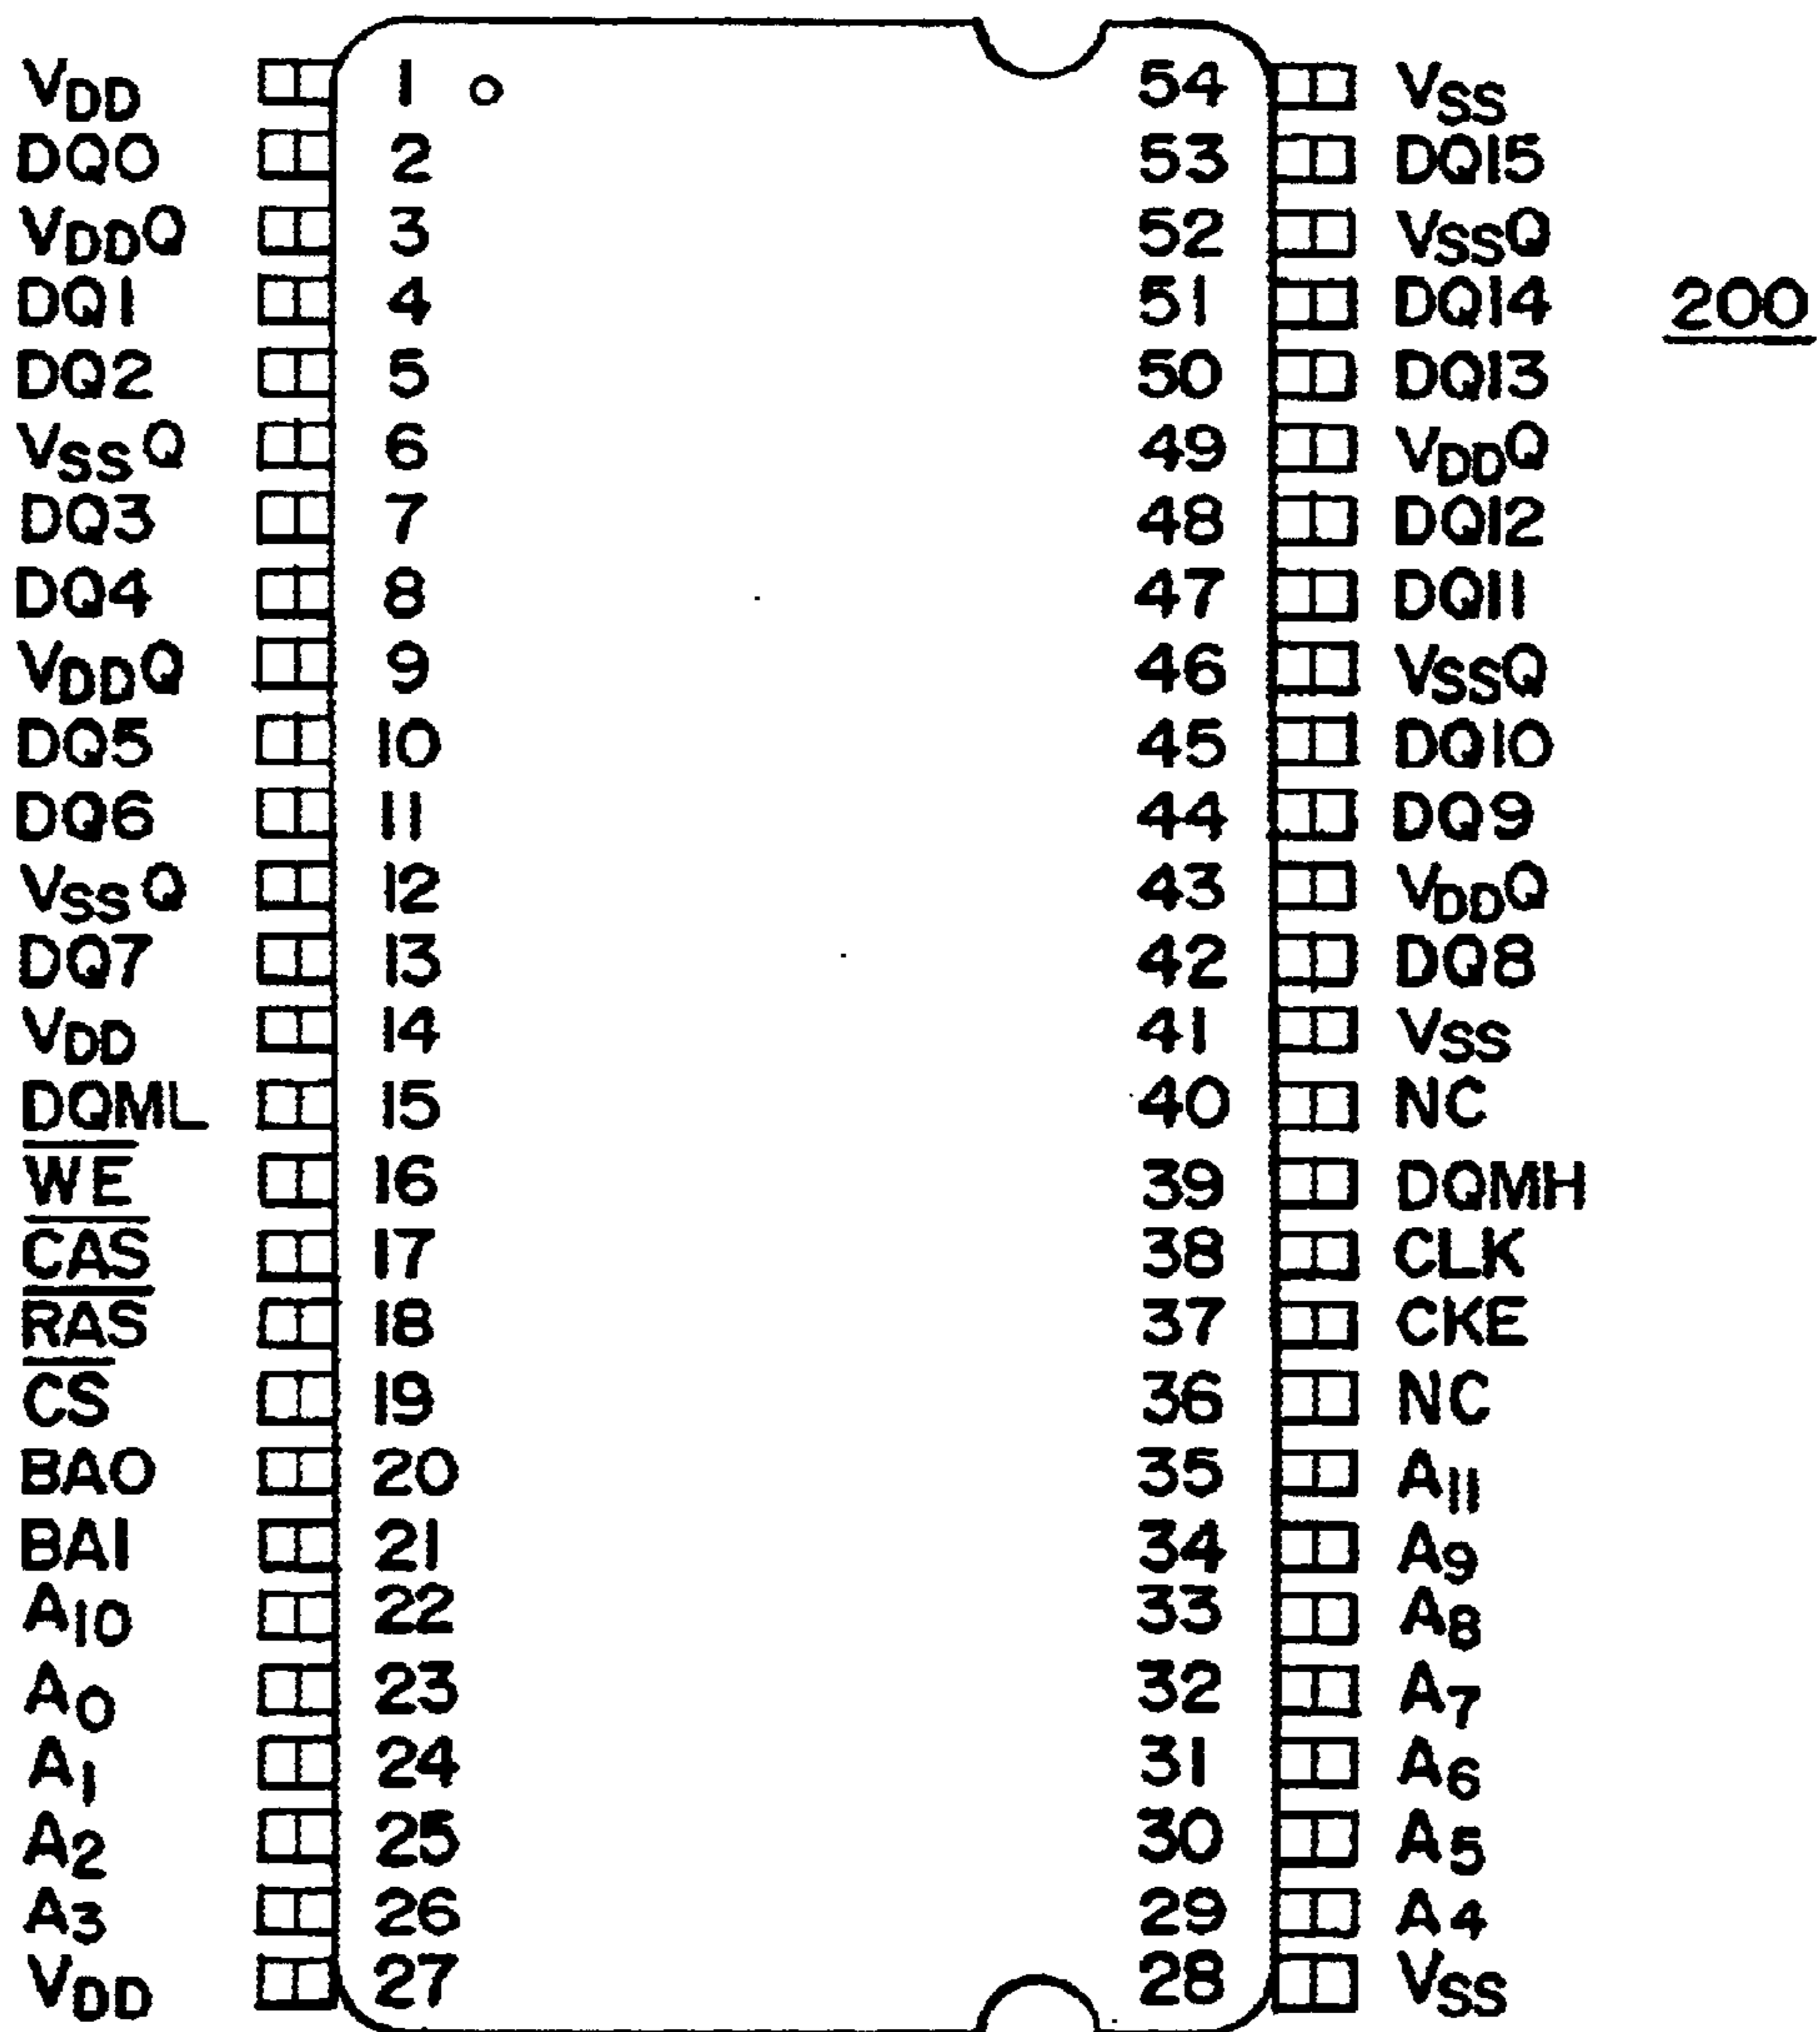 VDD 1 54 VSS
DQ0 2 53 DQ15
VDDQ 3 52 VSSQ
DQ1 4 51 DQ14 200
DQ2 5 50 DQ13
VSSQ 6 49 VDDQ
DQ3 7 48 DQ12
DQ4 8 47 DQ11
VDDQ 9 46 VSSQ
DQ5 10 45 DQ10
DQ6 11 44 DQ9
VSSQ 12 43 VDDQ
DQ7 13 42 DQ8
VDD 14 41 VSS
DQML 15 40 NC
WE 16 39 DQMH
CAS 17 38 CLK
RAS 18 37 CKE
CS 19 36 NC
BA0 20 35 A11
BA1 21 34 A9
A10 22 33 A8
A0 23 32 A7
A1 24 31 A6
A2 25 30 A5
A3 26 29 A4
VDD 27 28 VSS